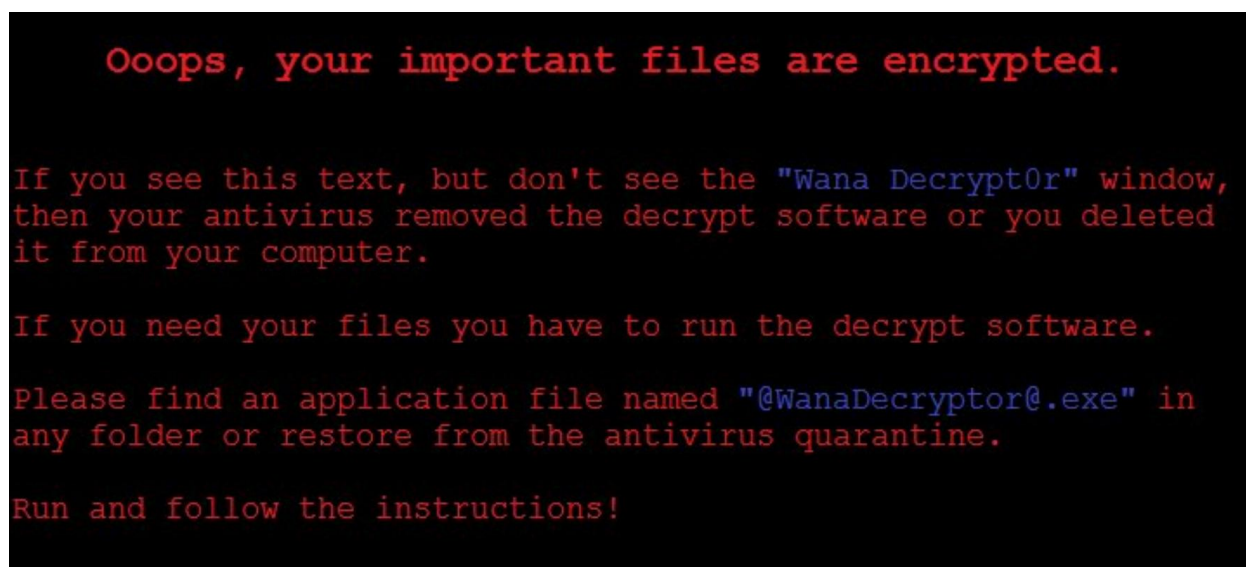 Ooops, your important files are encrypted.
If you see this text, but don't see the "Wana Decrypt0r" window,
then your antivirus removed the decrypt software or you deleted
it from your computer.
If you need your files you have to run the decrypt software.
Please find an application file named "@WanaDecryptor@.exe" in
any folder or restore from the antivirus quarantine.
Run and follow the instructions!